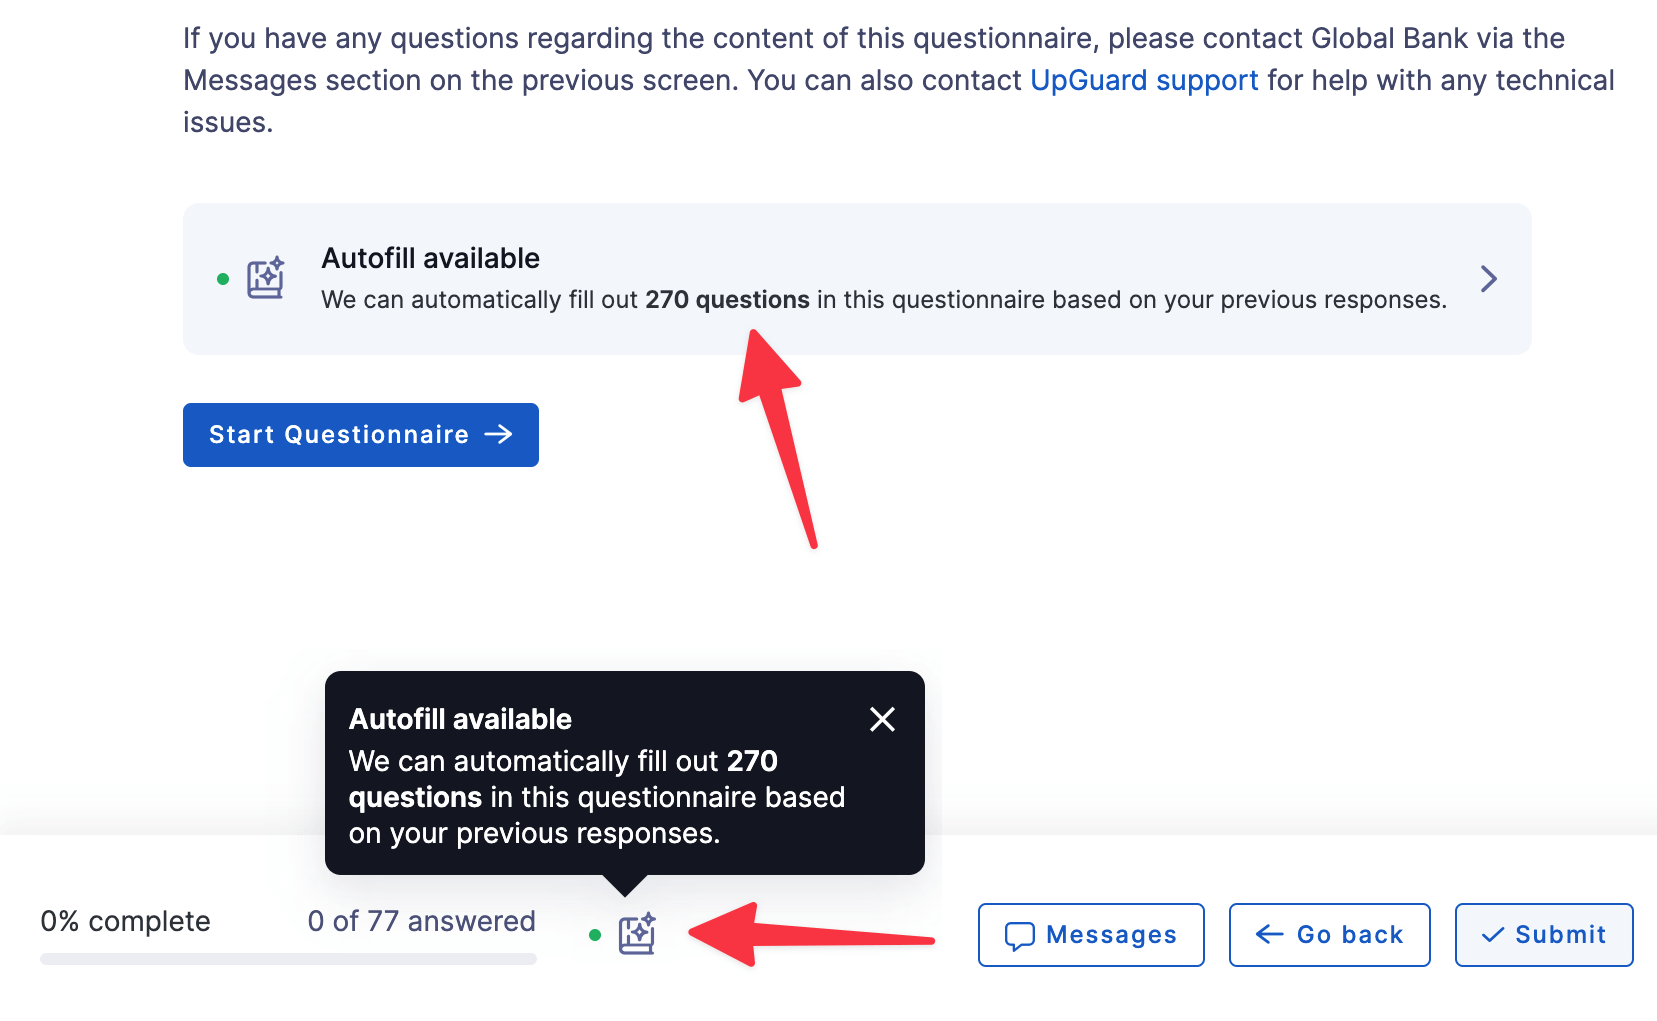 If you have any questions regarding the content of this questionnaire, please contact Global Bank via the
Messages section on the previous screen. You can also contact UpGuard support for help with any technical
issues.
Autofill available
We can automatically fill out 270 questions in this questionnaire based on your previous responses.
Start Questionnaire
Autofill available
We can automatically fill out 270
questions in this questionnaire based
on your previous responses.
0% complete
0 of 77 answered
Messages
Go back
Submit